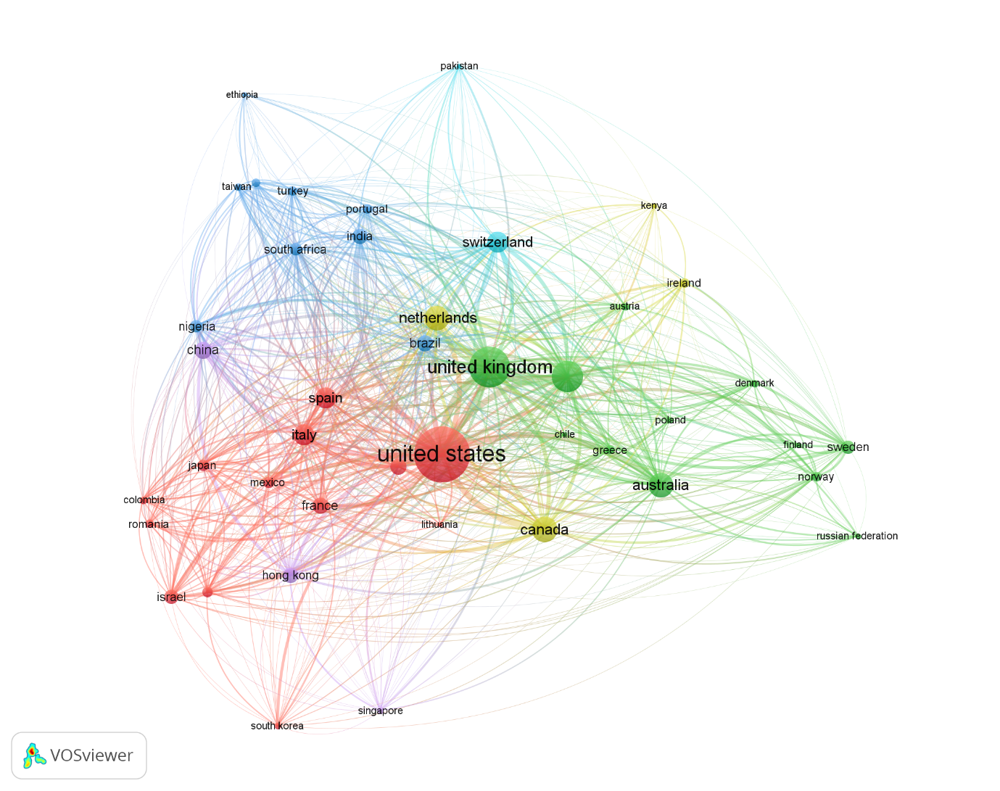 pakistan
ethiopia
taiwan
turkey
kenya
portugal
india
switzerland
south africa
ireland
austria
netherlands
nigeria
brazil
china
united kingdom
denmark
spain
poland
italy
chile
finland
sweden
greece
united states
japan
norway
mexico
australia
colombia
france
romania
lithuania
canada
russian federation
hong kong
israel
singapore
south korea
VOSviewer